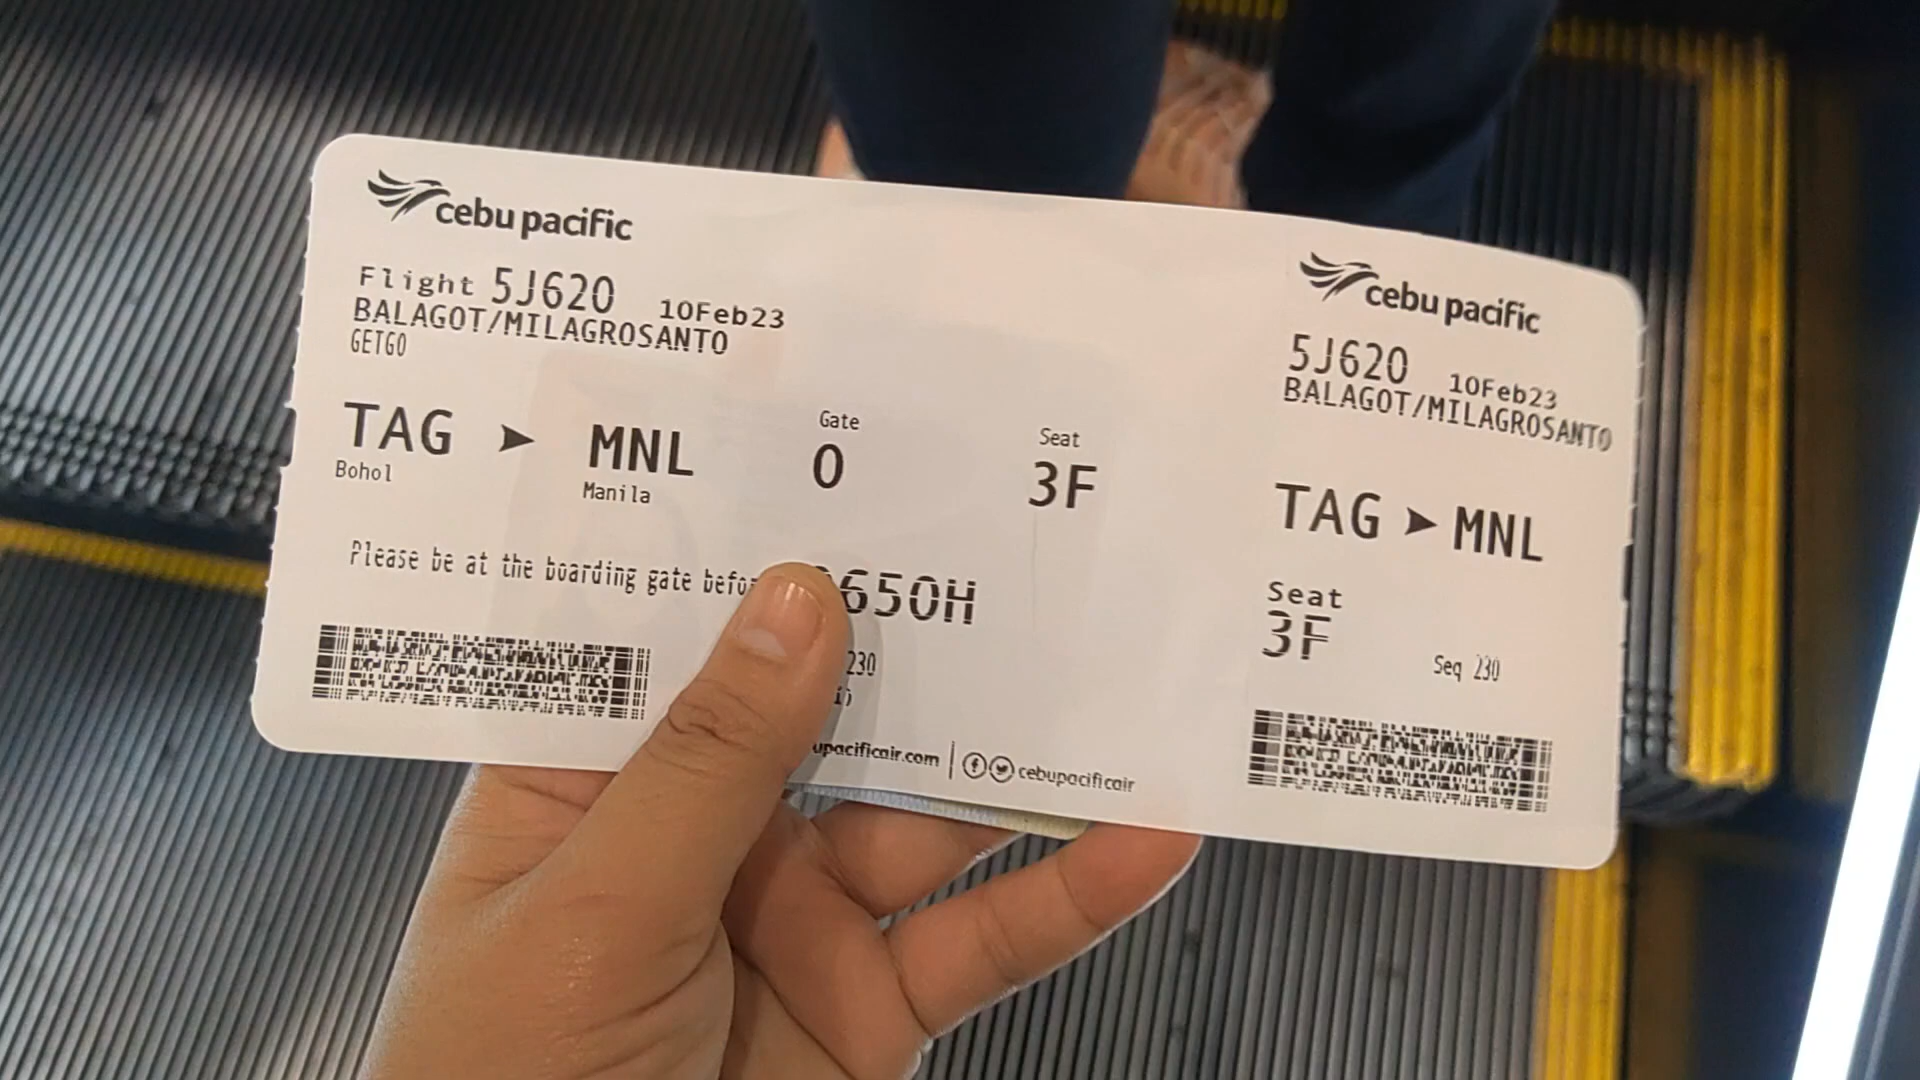 cebu pacific
Flight 5J620 10Feb23
BALAGOT/MILAGROSANTO
GETGO
TAG ➤ MNL
Bohol Manila
Gate
0
Seat
3F
Please be at the boarding gate 650H
230
upacificair.com | cebupacificair
cebu pacific
5J620 10Feb23
BALAGOT/MILAGROSANTO
TAG ➤ MNL
Seat
3F
Seq 230